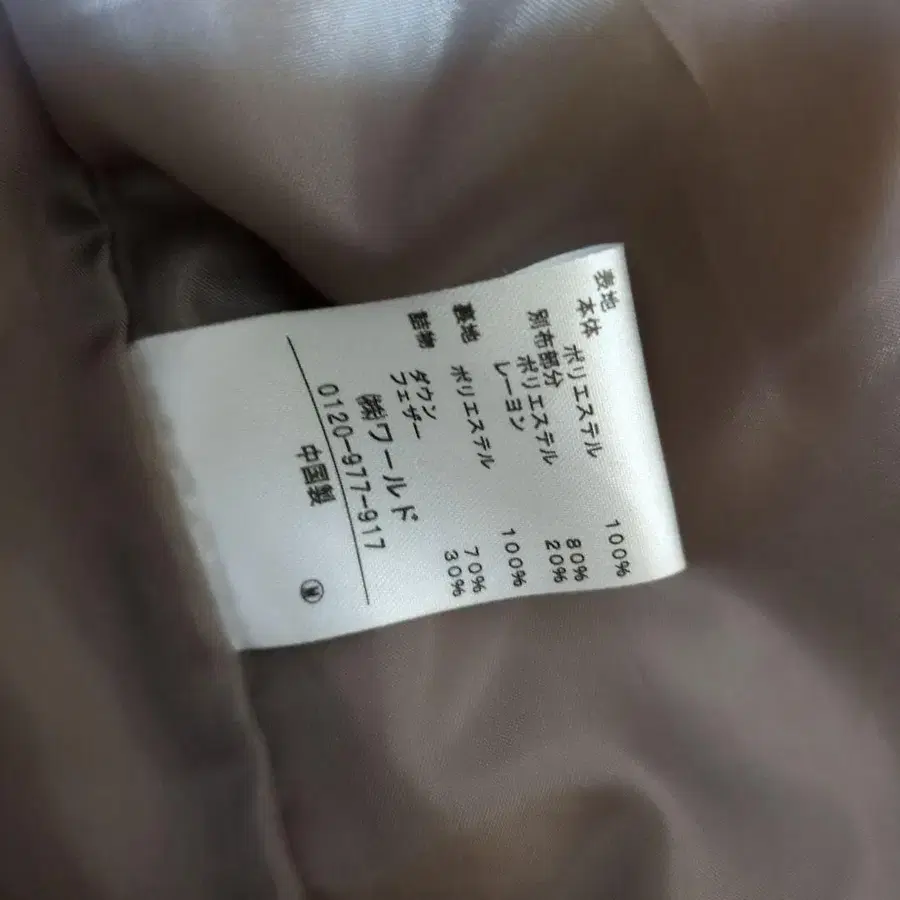 表地
本体
ポリエステル 100%
別布部分
ポリエステル 80%
レーヨン 20%
裏地 ポリエステル 100%
詰物 ダウン 70%
フェザー 30%
㈱ワールド
0120-977-917
中国製
Ⓦ